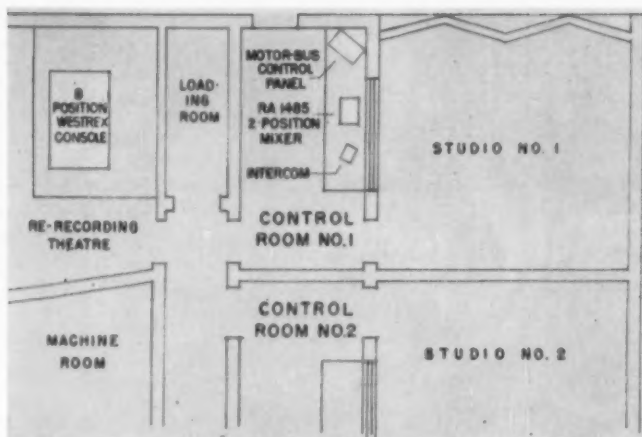 8
POSITION
WESTREX
CONSOLE
LOAD-
ING
ROOM
MOTOR-BUS
CONTROL
PANEL
RA 1485
2-POSITION
MIXER
INTERCOM
STUDIO NO. 1
RE-RECORDING
THEATRE
CONTROL
ROOM NO.1
MACHINE
ROOM
CONTROL
ROOM NO.2
STUDIO NO. 2